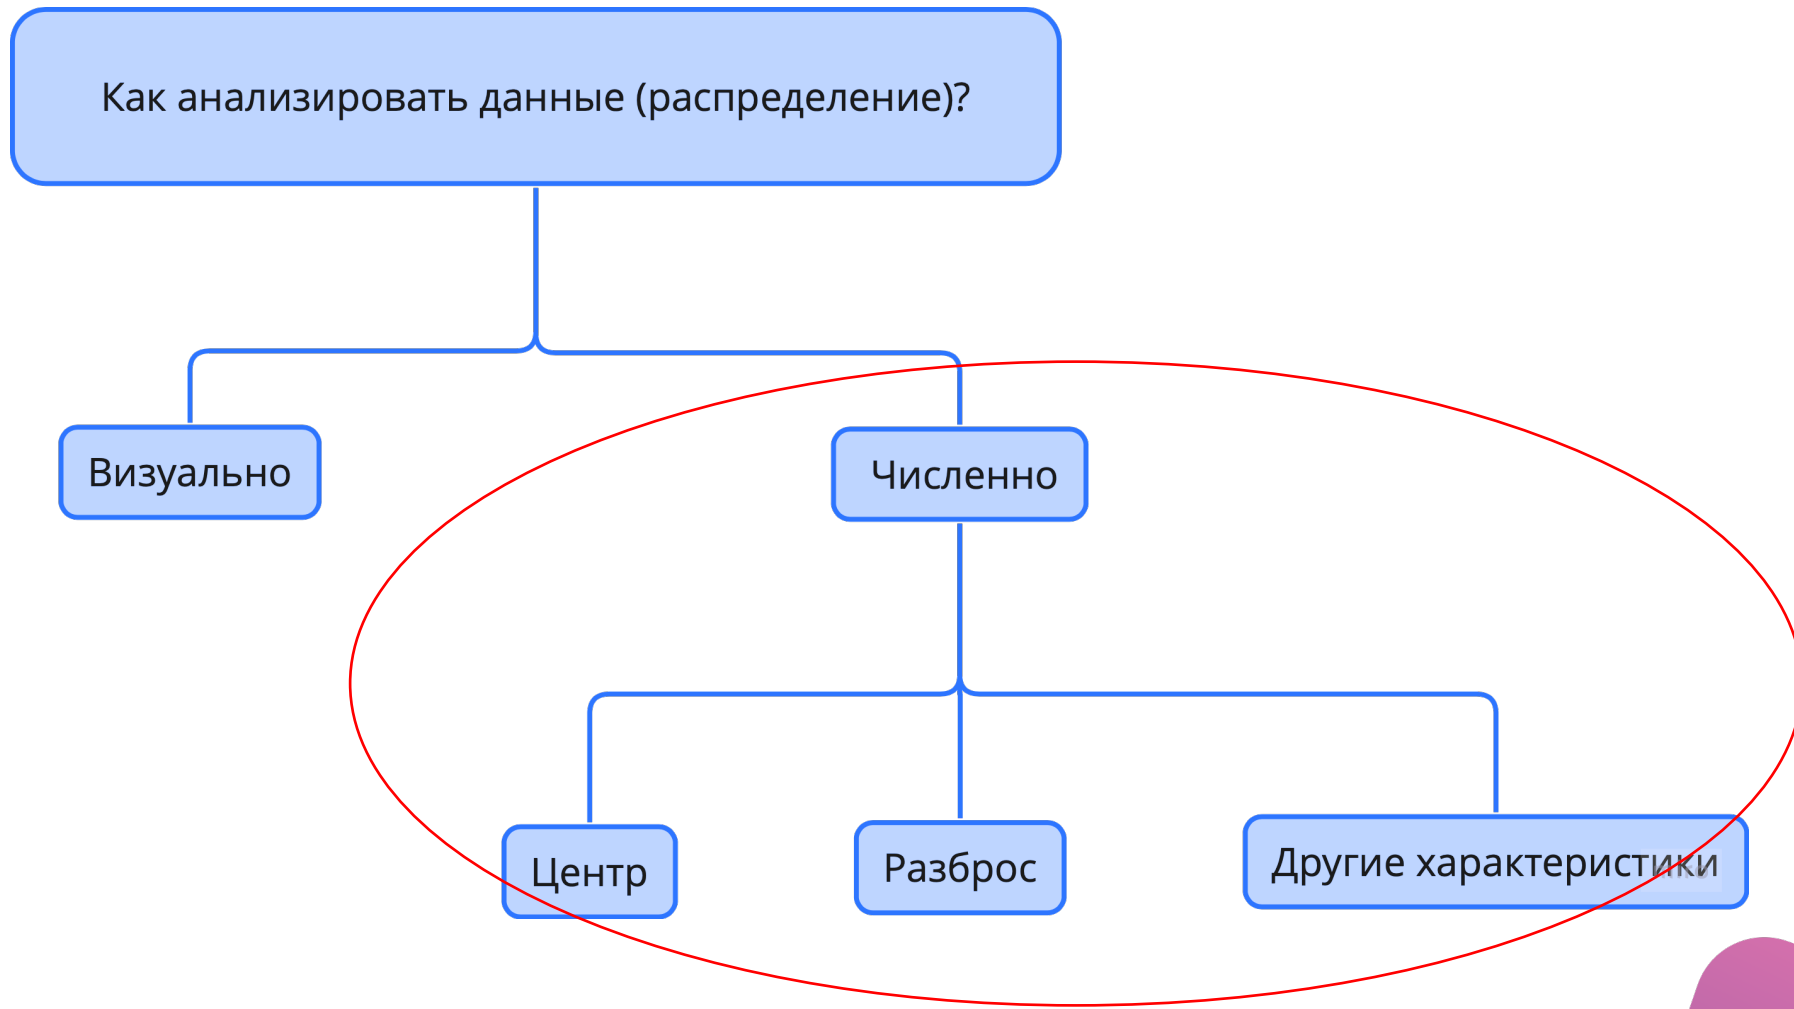 Как анализировать данные (распределение)?
Визуально
Численно
Центр
Разброс
Другие характеристики